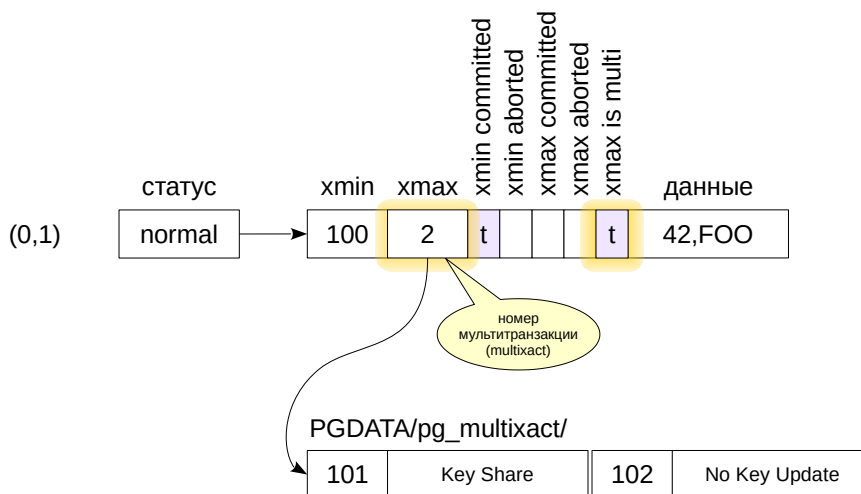 xmin committed
xmin aborted
xmax committed
xmax aborted
xmax is multi
статус
xmin
xmax
данные
(0,1)
normal
100
2
t
t
42,FOO
номер
мультитранзакции
(multixact)
PGDATA/pg_multixact/
101
Key Share
102
No Key Update